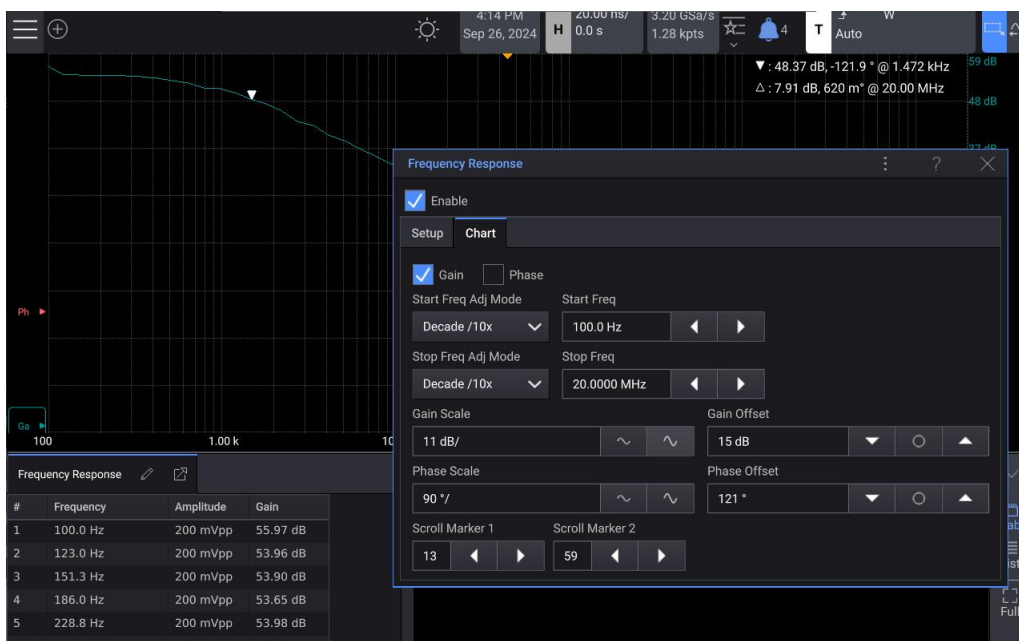 4:14 PM
Sep 26, 2024
H
20.00 ns/
0.0 s
3.20 GSa/s
1.28 kpts
4
T
Auto
: 48.37 dB, -121.9 ° @ 1.472 kHz
: 7.91 dB, 620 m° @ 20.00 MHz
59 dB
48 dB
37 dB
Frequency Response
?
Enable
Setup Chart
Gain Phase
Start Freq Adj Mode Start Freq
Decade /10x 100.0 Hz
Stop Freq Adj Mode Stop Freq
Decade /10x 20.0000 MHz
Gain Scale Gain Offset
11 dB/ 15 dB
Phase Scale Phase Offset
90 °/ 121 °
Scroll Marker 1 Scroll Marker 2
13 59
Ph
Ga
100 1.00 k 10
Frequency Response
# Frequency Amplitude Gain
1 100.0 Hz 200 mVpp 55.97 dB
2 123.0 Hz 200 mVpp 53.96 dB
3 151.3 Hz 200 mVpp 53.90 dB
4 186.0 Hz 200 mVpp 53.65 dB
5 228.8 Hz 200 mVpp 53.98 dB
Full